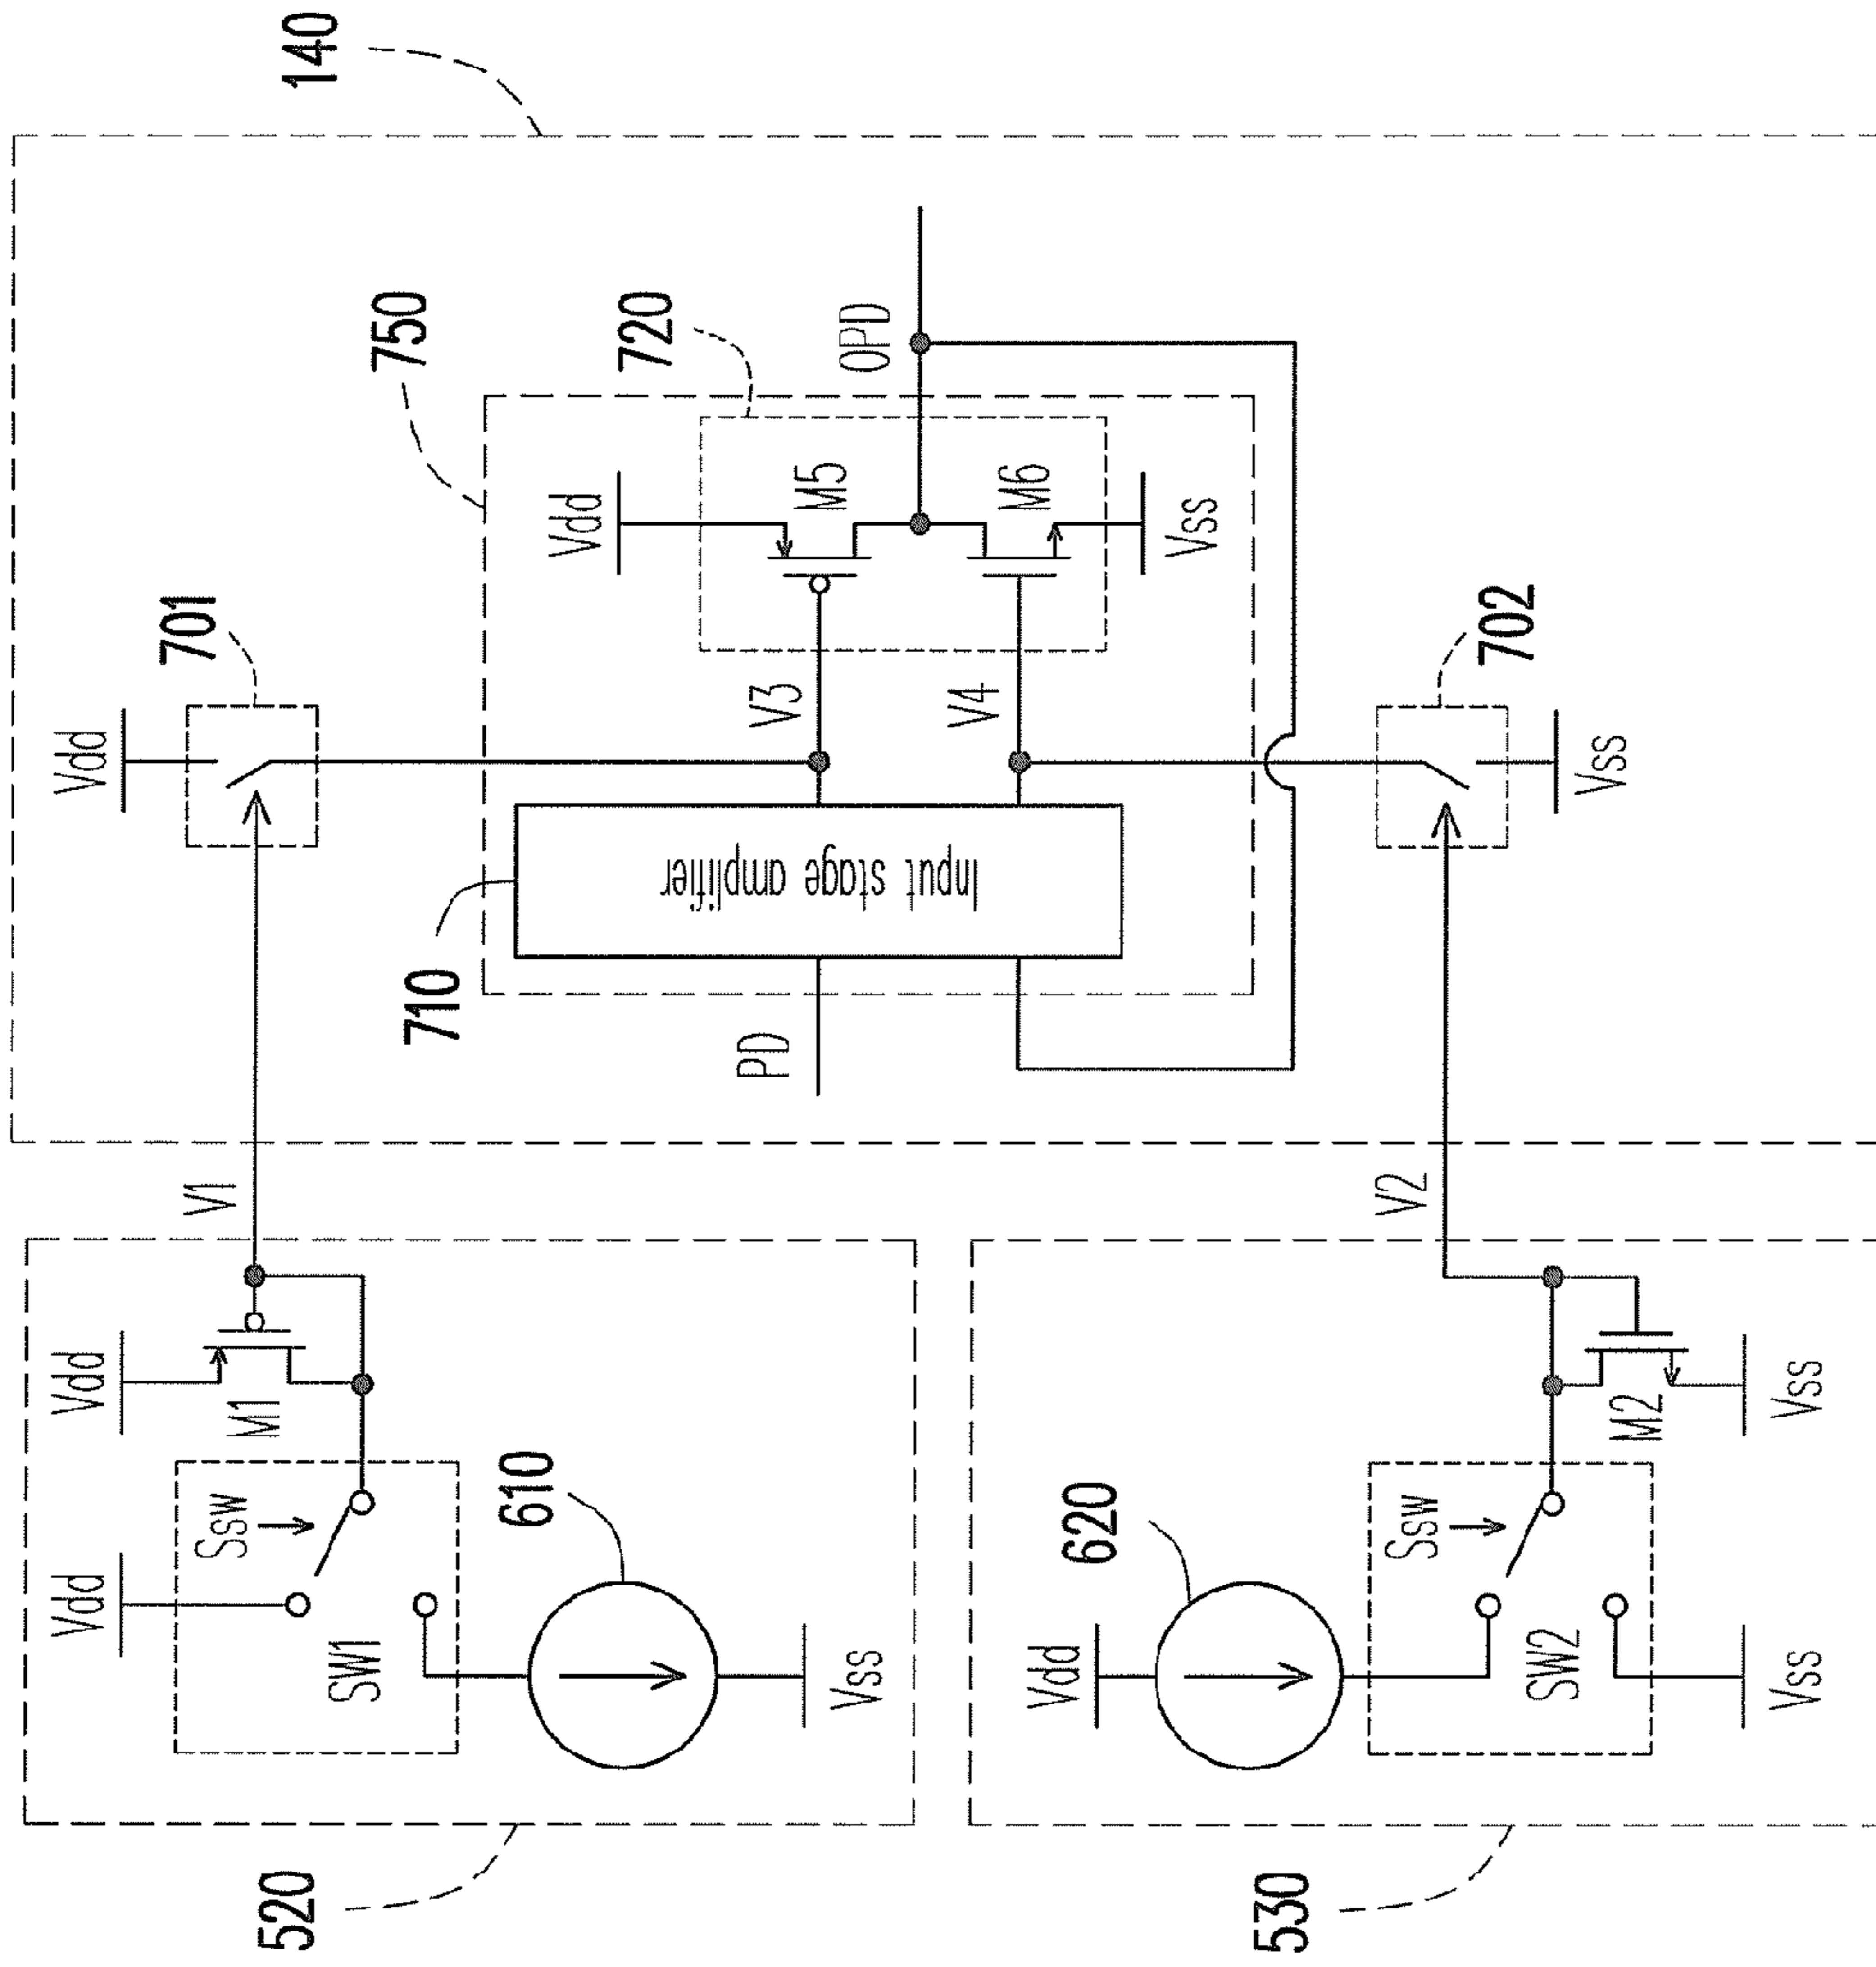 140
750
720
701
Vdd
Vdd
M5
OPD
V3
V4
M6
Vss
702
Vss
Input stage amplifier
710
PD
V1
V2
520
Vdd
Vdd
M1
Ssw
SW1
610
Vss
530
620
Vdd
Ssw
SW2
M2
Vss
Vss